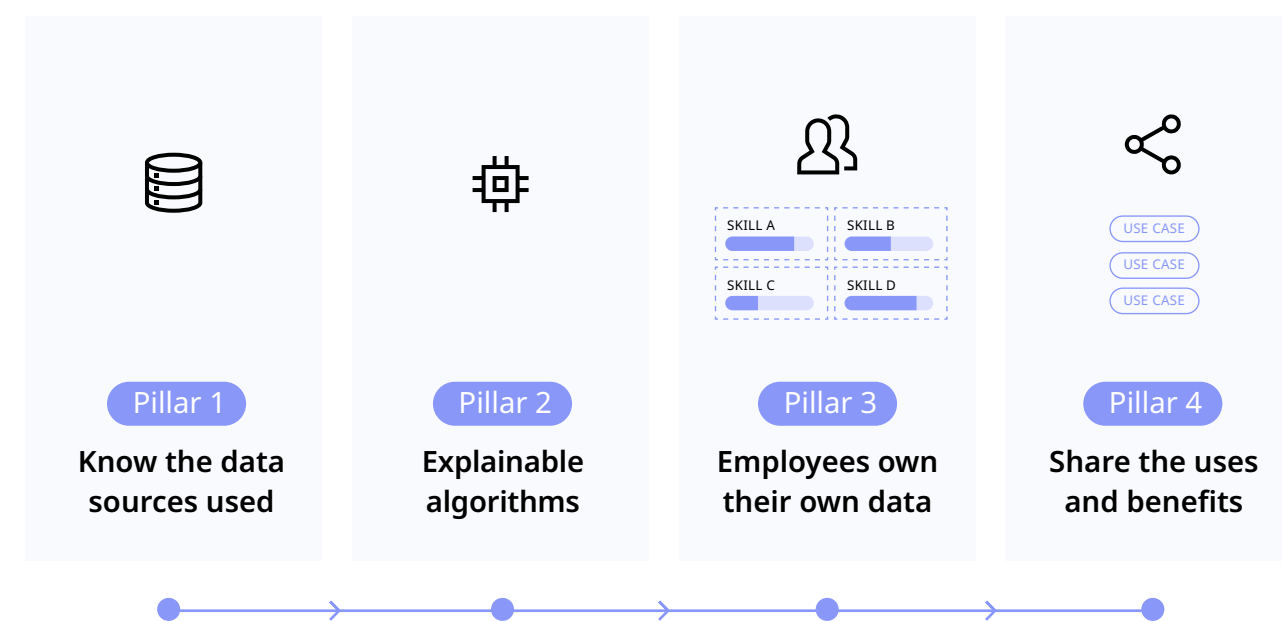 SKILL A
SKILL B
SKILL C
SKILL D
USE CASE
USE CASE
USE CASE
Pillar 1
Know the data
sources used
Pillar 2
Explainable
algorithms
Pillar 3
Employees own
their own data
Pillar 4
Share the uses
and benefits